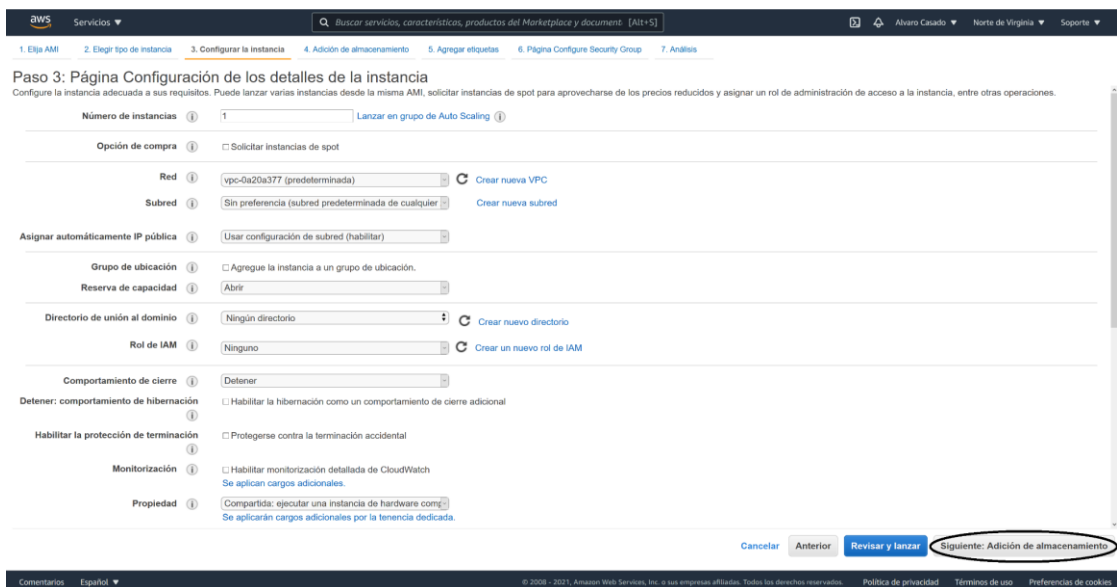 aws
Servicios ▼
Buscar servicios, características, productos del Marketplace y document [Alt+S]
Alvaro Casado ▼
Norte de Virginia ▼
Soporte ▼
1. Elija AMI
2. Elegir tipo de instancia
3. Configurar la instancia
4. Adición de almacenamiento
5. Agregar etiquetas
6. Página Configure Security Group
7. Análisis
Paso 3: Página Configuración de los detalles de la instancia
Configure la instancia adecuada a sus requisitos. Puede lanzar varias instancias desde la misma AMI, solicitar instancias de spot para aprovecharse de los precios reducidos y asignar un rol de administración de acceso a la instancia, entre otras operaciones.
Número de instancias
1
Lanzar en grupo de Auto Scaling
Opción de compra
Solicitar instancias de spot
Red
vpc-0a20a377 (predeterminada)
Crear nueva VPC
Subred
Sin preferencia (subred predeterminada de cualquier
Crear nueva subred
Asignar automáticamente IP pública
Usar configuración de subred (habilitar)
Grupo de ubicación
Agregue la instancia a un grupo de ubicación.
Reserva de capacidad
Abrir
Directorio de unión al dominio
Ningún directorio
Crear nuevo directorio
Rol de IAM
Ninguno
Crear un nuevo rol de IAM
Comportamiento de cierre
Detener
Detener: comportamiento de hibernación
Habilitar la hibernación como un comportamiento de cierre adicional
Habilitar la protección de terminación
Protegerse contra la terminación accidental
Monitorización
Habilitar monitorización detallada de CloudWatch
Se aplican cargos adicionales.
Propiedad
Compartida: ejecutar una instancia de hardware comp
Se aplicarán cargos adicionales por la tenencia dedicada.
Cancelar
Anterior
Revisar y lanzar
Siguiente: Adición de almacenamiento
Comentarios
Español ▼
© 2008 - 2021, Amazon Web Services, Inc. o sus empresas afiliadas. Todos los derechos reservados.
Política de privacidad
Términos de uso
Preferencias de cookies